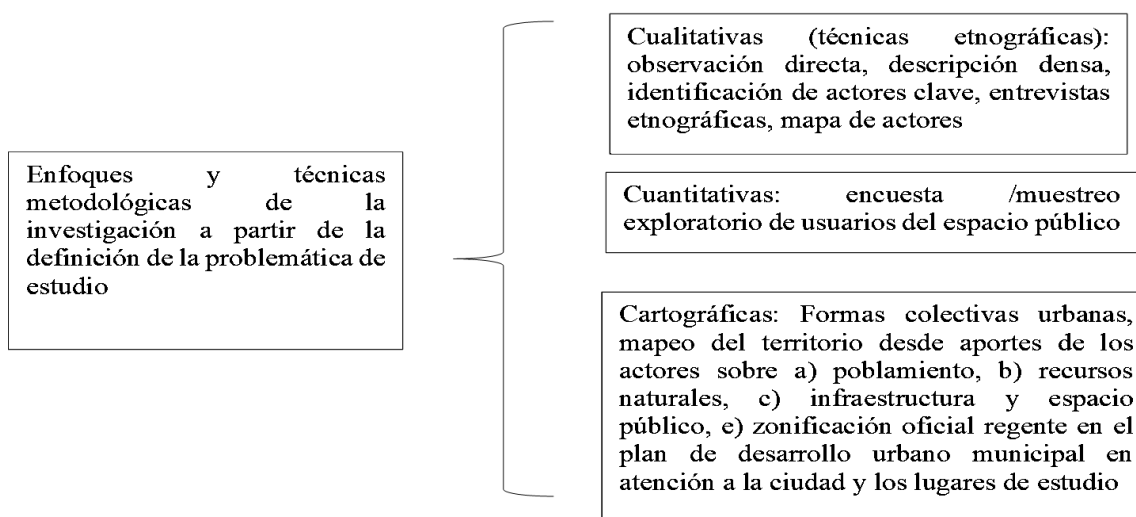 Enfoques y técnicas
metodológicas de la
investigación a partir de la
definición de la problemática de
estudio
Cualitativas (técnicas etnográficas):
observación directa, descripción densa,
identificación de actores clave, entrevistas
etnográficas, mapa de actores
Cuantitativas: encuesta /muestreo
exploratorio de usuarios del espacio público
Cartográficas: Formas colectivas urbanas,
mapeo del territorio desde aportes de los
actores sobre a) poblamiento, b) recursos
naturales, c) infraestructura y espacio
público, e) zonificación oficial regente en el
plan de desarrollo urbano municipal en
atención a la ciudad y los lugares de estudio